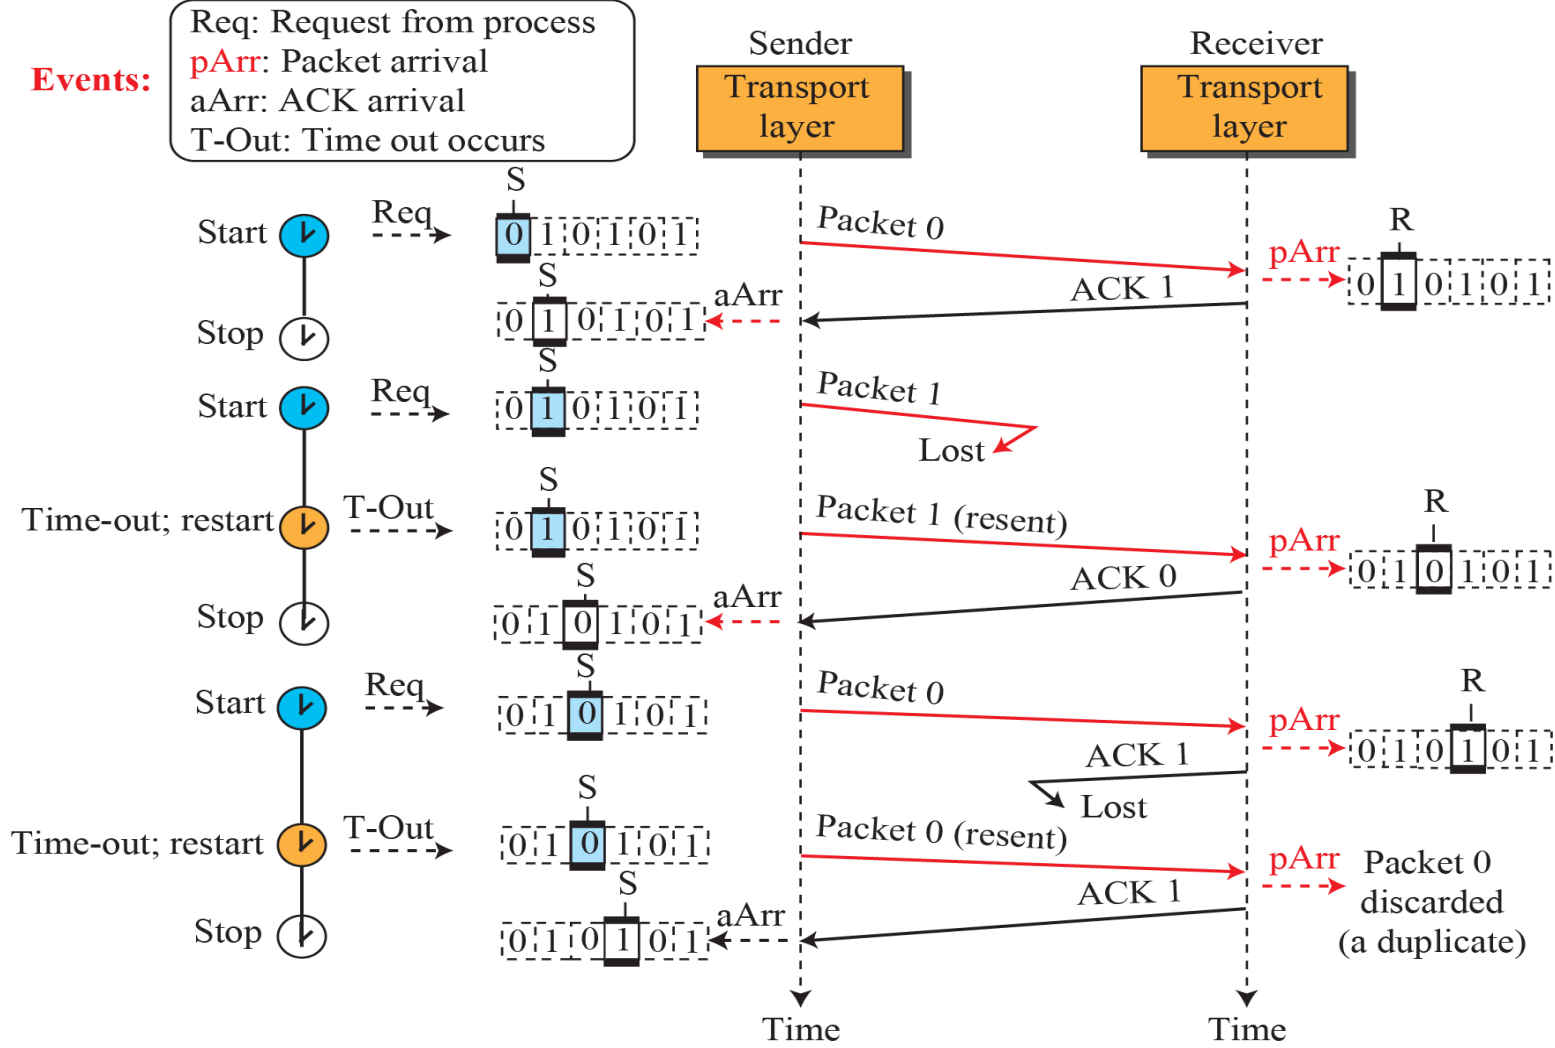 Events:
Req: Request from process
pArr: Packet arrival
aArr: ACK arrival
T-Out: Time out occurs
Sender
Transport
layer
Receiver
Transport
layer
Start
Req
S
0 1 0 1 0 1
Packet 0
pArr
R
0 1 0 1 0 1
Stop
S
0 1 0 1 0 1
aArr
ACK 1
Start
Req
S
0 1 0 1 0 1
Packet 1
Lost
Time-out; restart
T-Out
S
0 1 0 1 0 1
Packet 1 (resent)
pArr
R
0 1 0 1 0 1
Stop
S
0 1 0 1 0 1
aArr
ACK 0
Start
Req
S
0 1 0 1 0 1
Packet 0
pArr
R
0 1 0 1 0 1
ACK 1
Lost
Time-out; restart
T-Out
S
0 1 0 1 0 1
Packet 0 (resent)
pArr
Packet 0
discarded
(a duplicate)
Stop
S
0 1 0 1 0 1
aArr
ACK 1
Time
Time